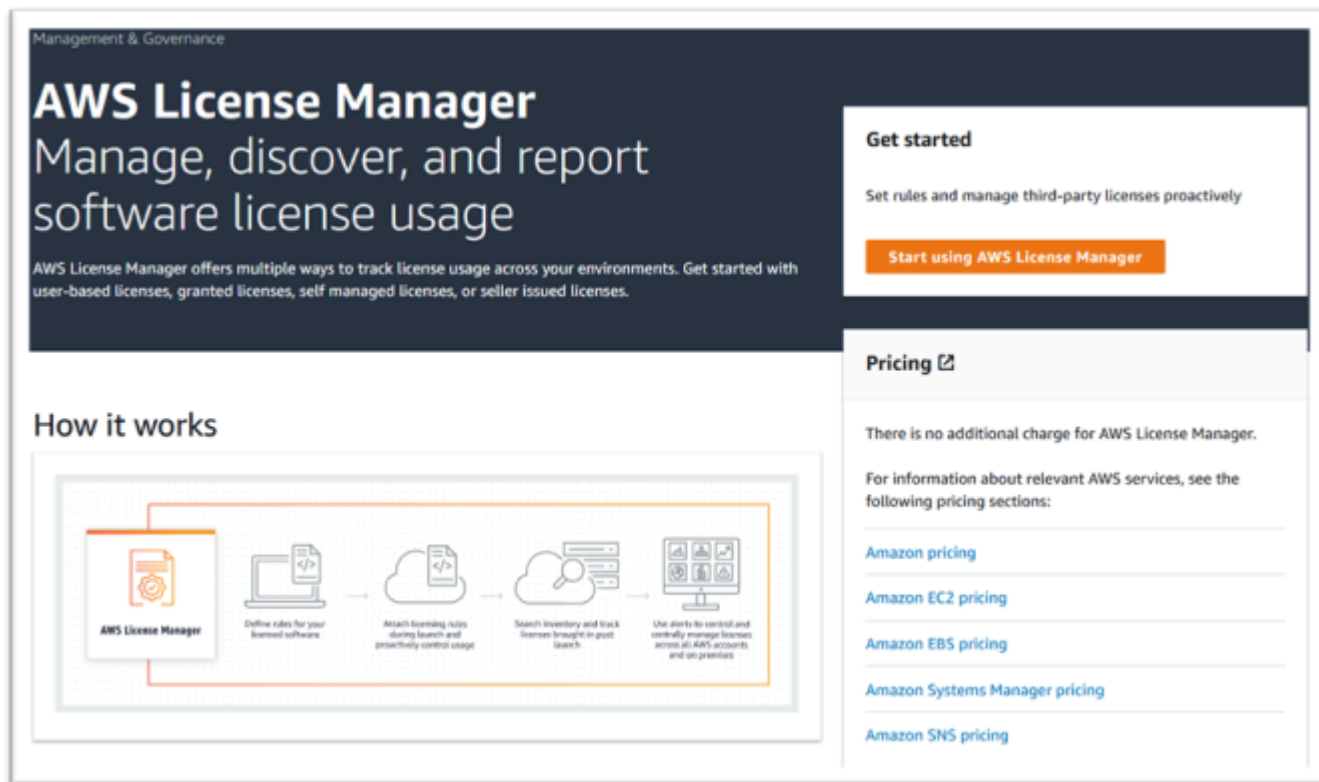 Management & Governance
AWS License Manager
Manage, discover, and report
software license usage
AWS License Manager offers multiple ways to track license usage across your environments. Get started with
user-based licenses, granted licenses, self managed licenses, or seller issued licenses.
Get started
Set rules and manage third-party licenses proactively
Start using AWS License Manager
Pricing
There is no additional charge for AWS License Manager.
For information about relevant AWS services, see the
following pricing sections:
Amazon pricing
Amazon EC2 pricing
Amazon EBS pricing
Amazon Systems Manager pricing
Amazon SNS pricing
How it works
AWS License Manager
Define rules for your
licensed software
Attach licensing rules
during launch and
proactively control usage
Search inventory and track
licenses brought in post
launch
Use alerts to control and
centrally manage licenses
across all AWS accounts
and on premises